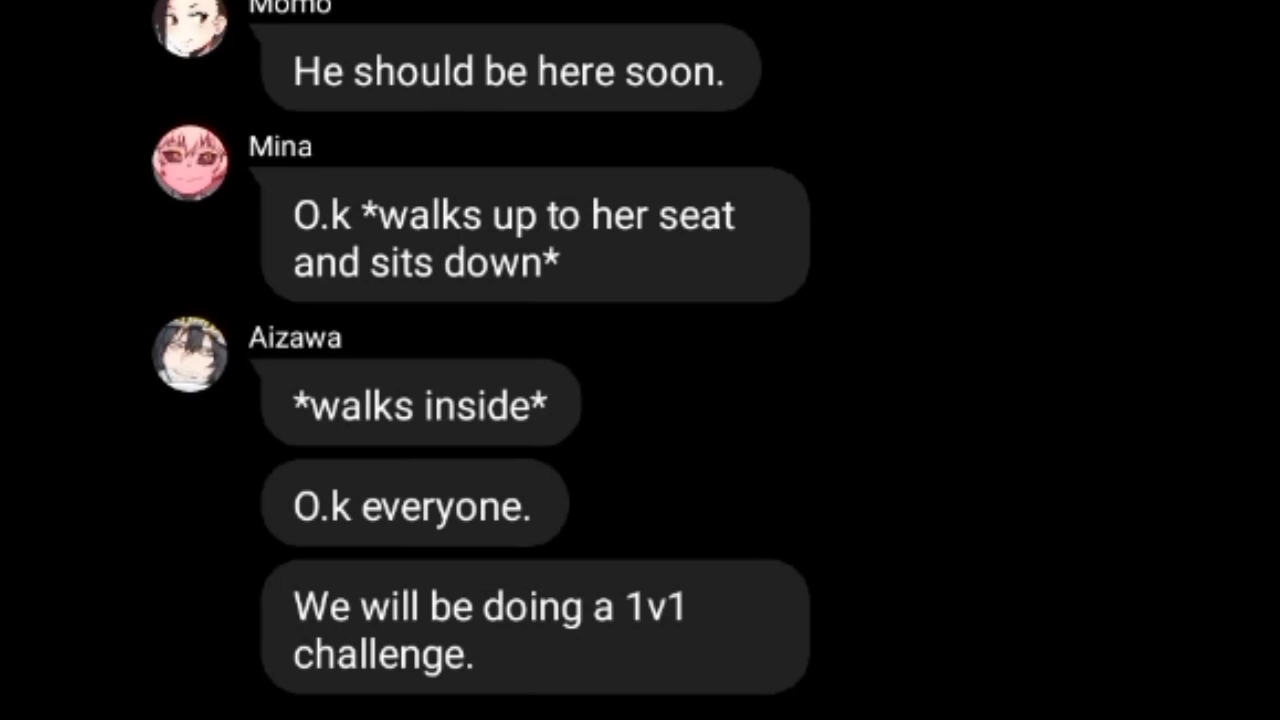 Momo
He should be here soon.
Mina
O.k *walks up to her seat
and sits down*
Aizawa
*walks inside*
O.k everyone.
We will be doing a 1v1
challenge.